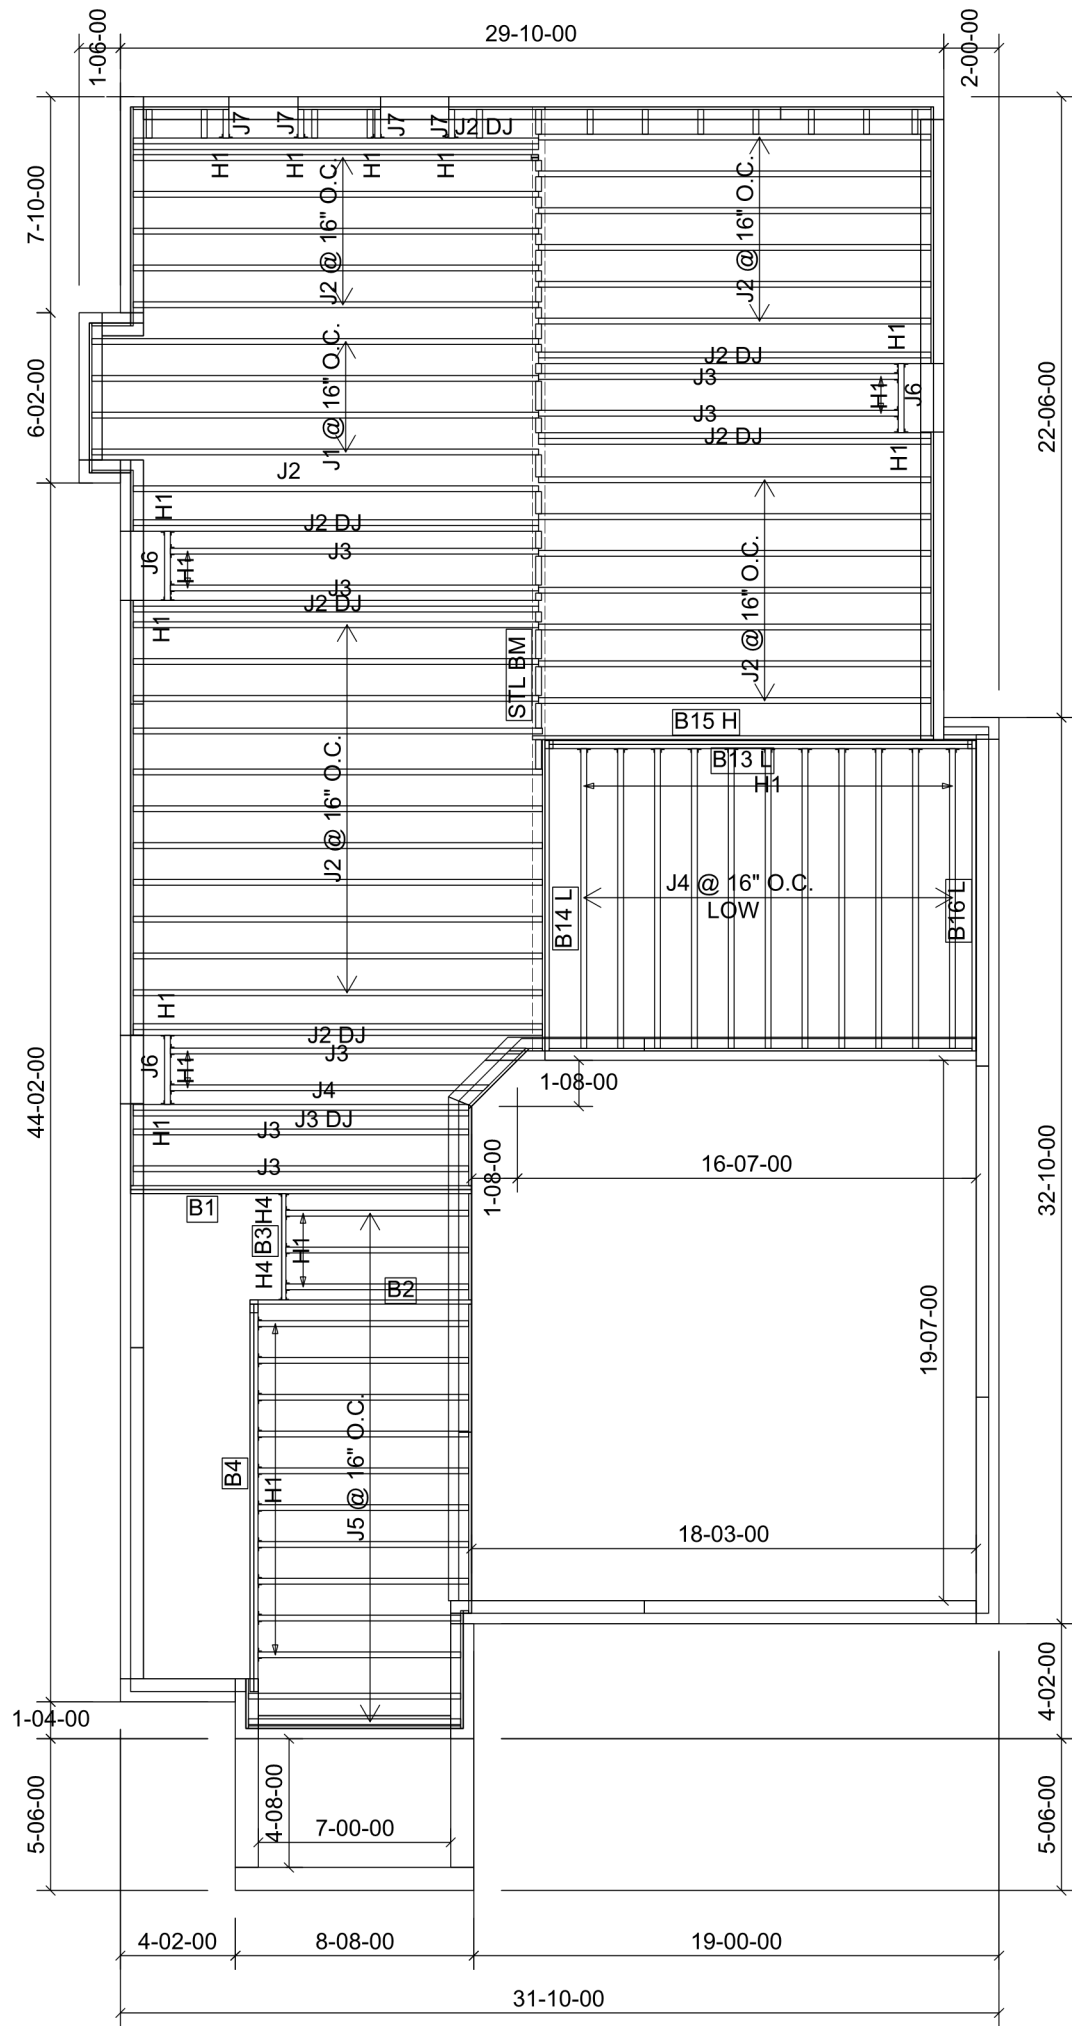 29-10-00
1-06-00
2-00-00
7-10-00
J7
J7
J7
J7
J2 DJ
H1
H1
H1
H1
J2 @ 16" O.C.
J2 @ 16" O.C.
6-02-00
22-06-00
J1 @ 16" O.C.
H1
J2 DJ
J3
H1
J6
J3
J2 DJ
H1
J2
H1
J2 DJ
J6
J3
H1
J3
J2 DJ
H1
J2 @ 16" O.C.
STL BM
B15 H
B13 L
H1
J2 @ 16" O.C.
J4 @ 16" O.C.
LOW
B14 L
B16 L
H1
J2 DJ
J6
J3
H1
J4
44-02-00
1-08-00
J3 DJ
H1
J3
J3
1-08-00
16-07-00
32-10-00
B1
H4
B3
H1
H4
B2
19-07-00
J5 @ 16" O.C.
B4
H1
18-03-00
1-04-00
4-02-00
5-06-00
4-08-00
7-00-00
5-06-00
4-02-00
8-08-00
19-00-00
31-10-00